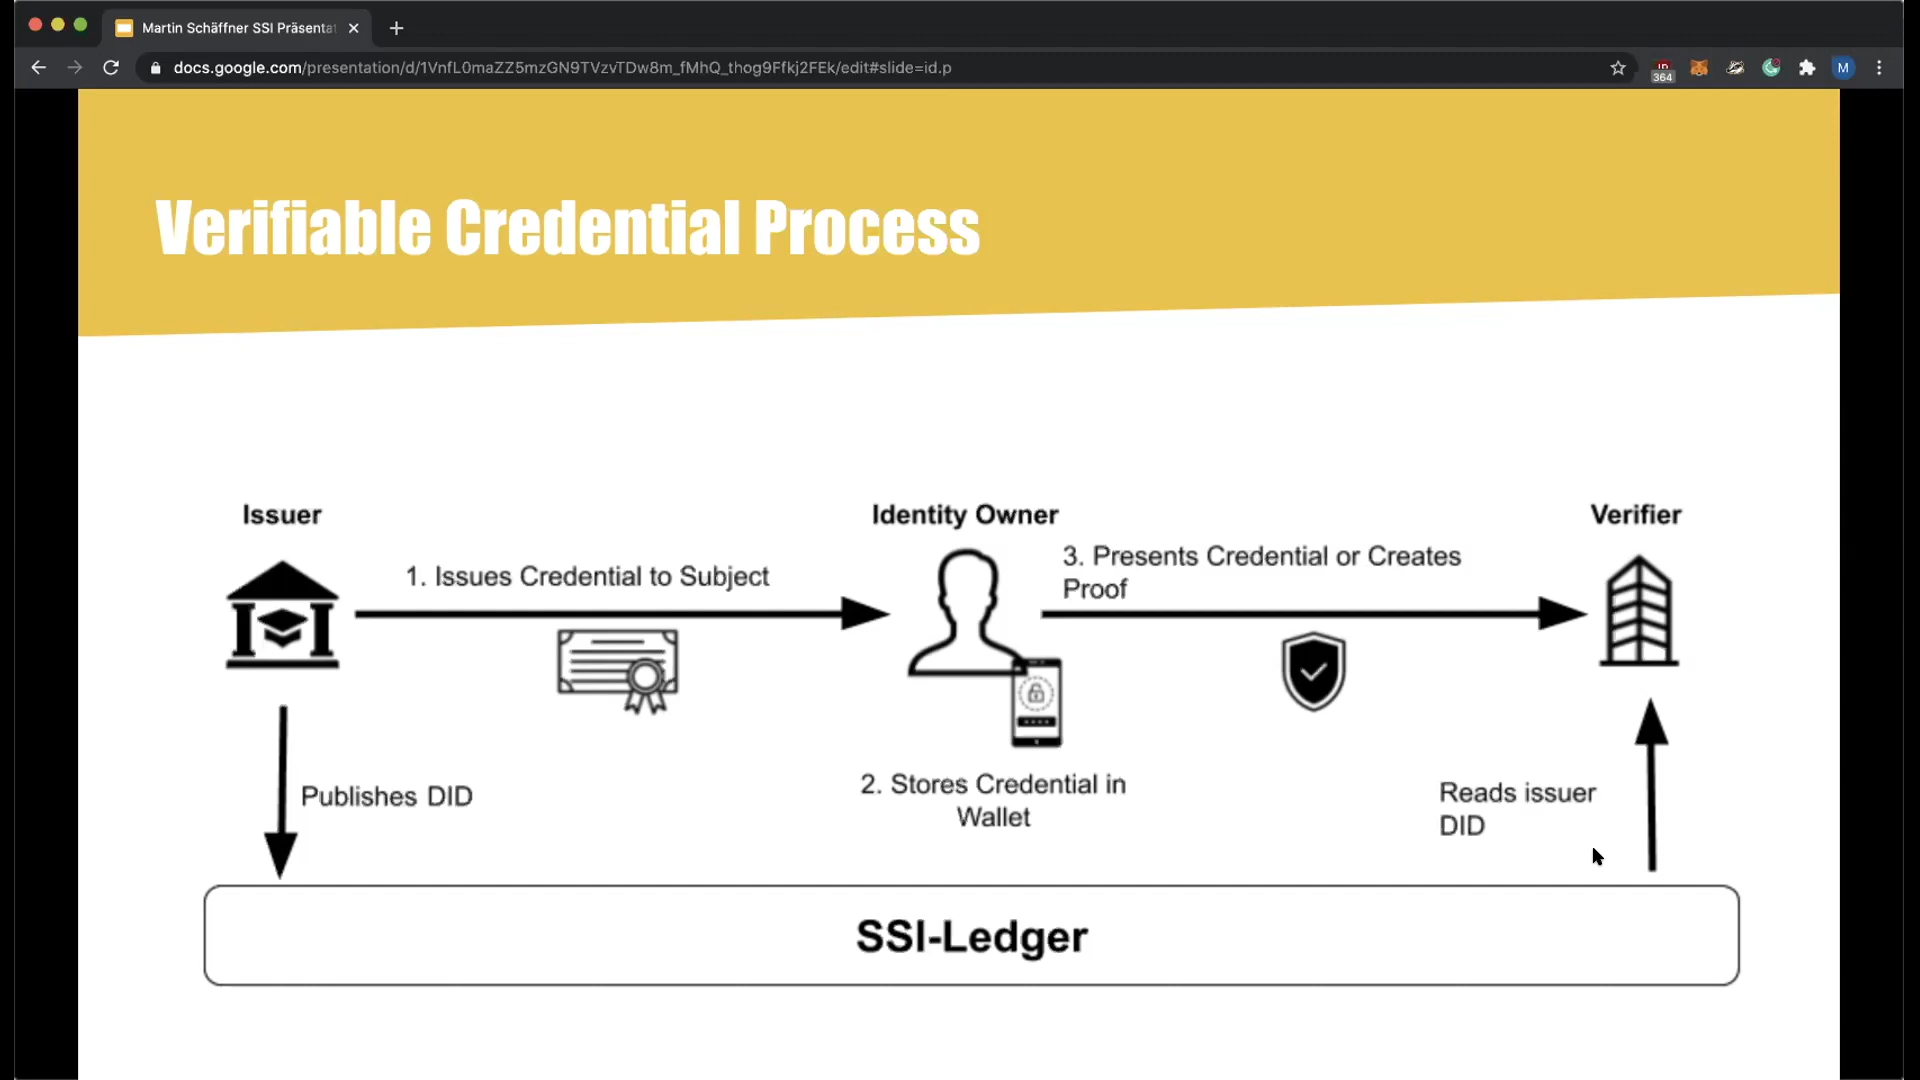 Martin Schäffner SSI Präsentat
docs.google.com/presentation/d/1VnfL0maZZ5mzGN9TVzvTDw8m_fMhQ_thog9Ffkj2FEk/edit#slide=id.p
364
M
Verifiable Credential Process
Issuer
Identity Owner
Verifier
1. Issues Credential to Subject
3. Presents Credential or Creates
Proof
Publishes DID
2. Stores Credential in
Wallet
Reads issuer
DID
SSI-Ledger